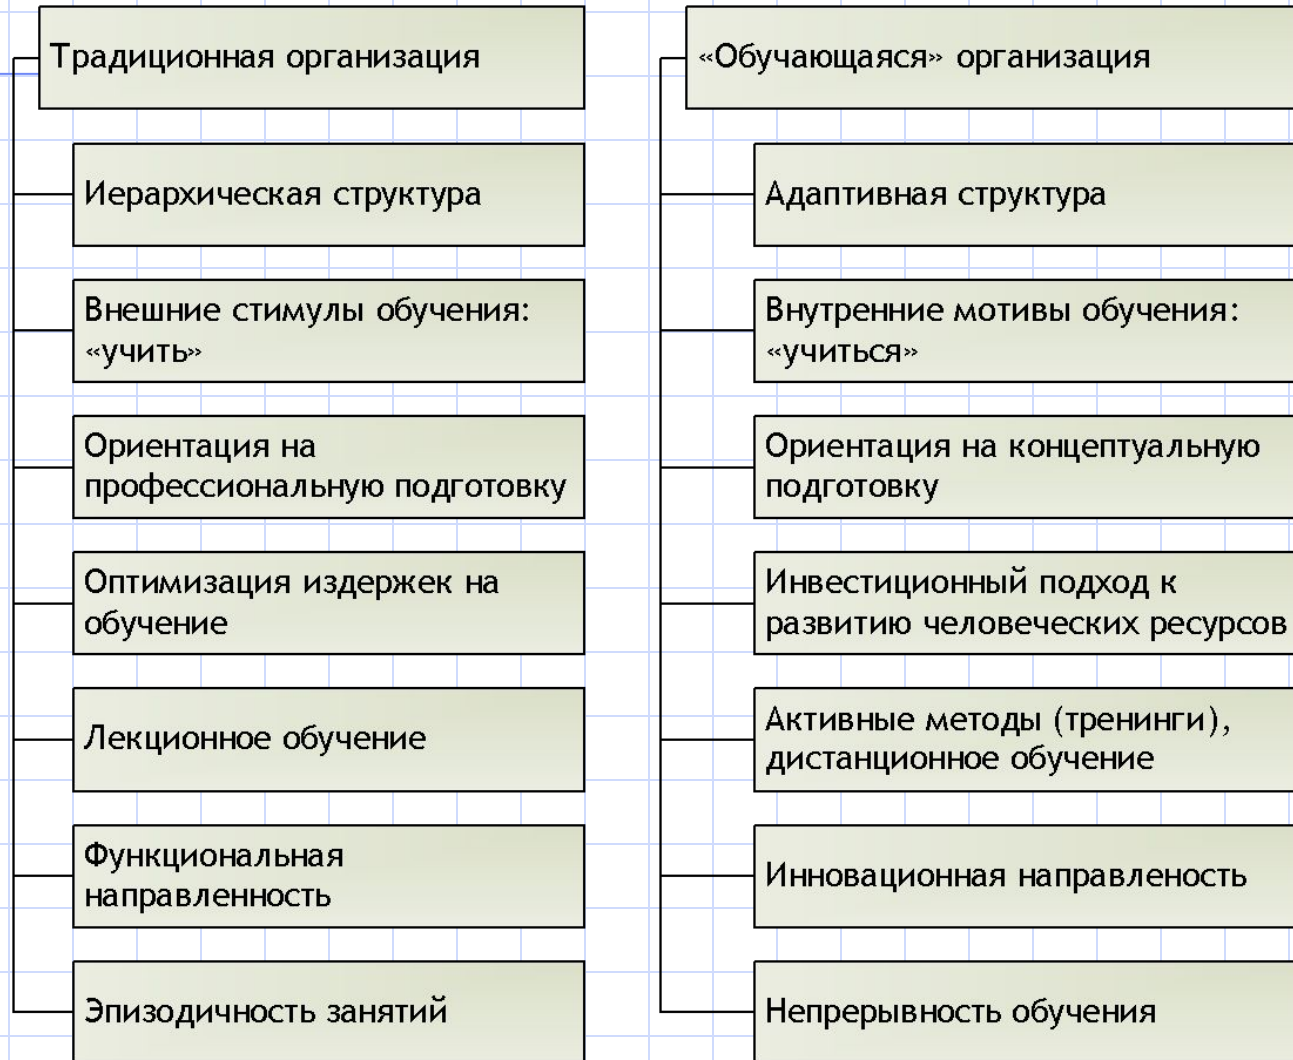 Традиционная организация
Иерархическая структура
Внешние стимулы обучения:
«учить»
Ориентация на
профессиональную подготовку
Оптимизация издержек на
обучение
Лекционное обучение
Функциональная
направленность
Эпизодичность занятий
«Обучающаяся» организация
Адаптивная структура
Внутренние мотивы обучения:
«учиться»
Ориентация на концептуальную
подготовку
Инвестиционный подход к
развитию человеческих ресурсов
Активные методы (тренинги),
дистанционное обучение
Инновационная направленость
Непрерывность обучения